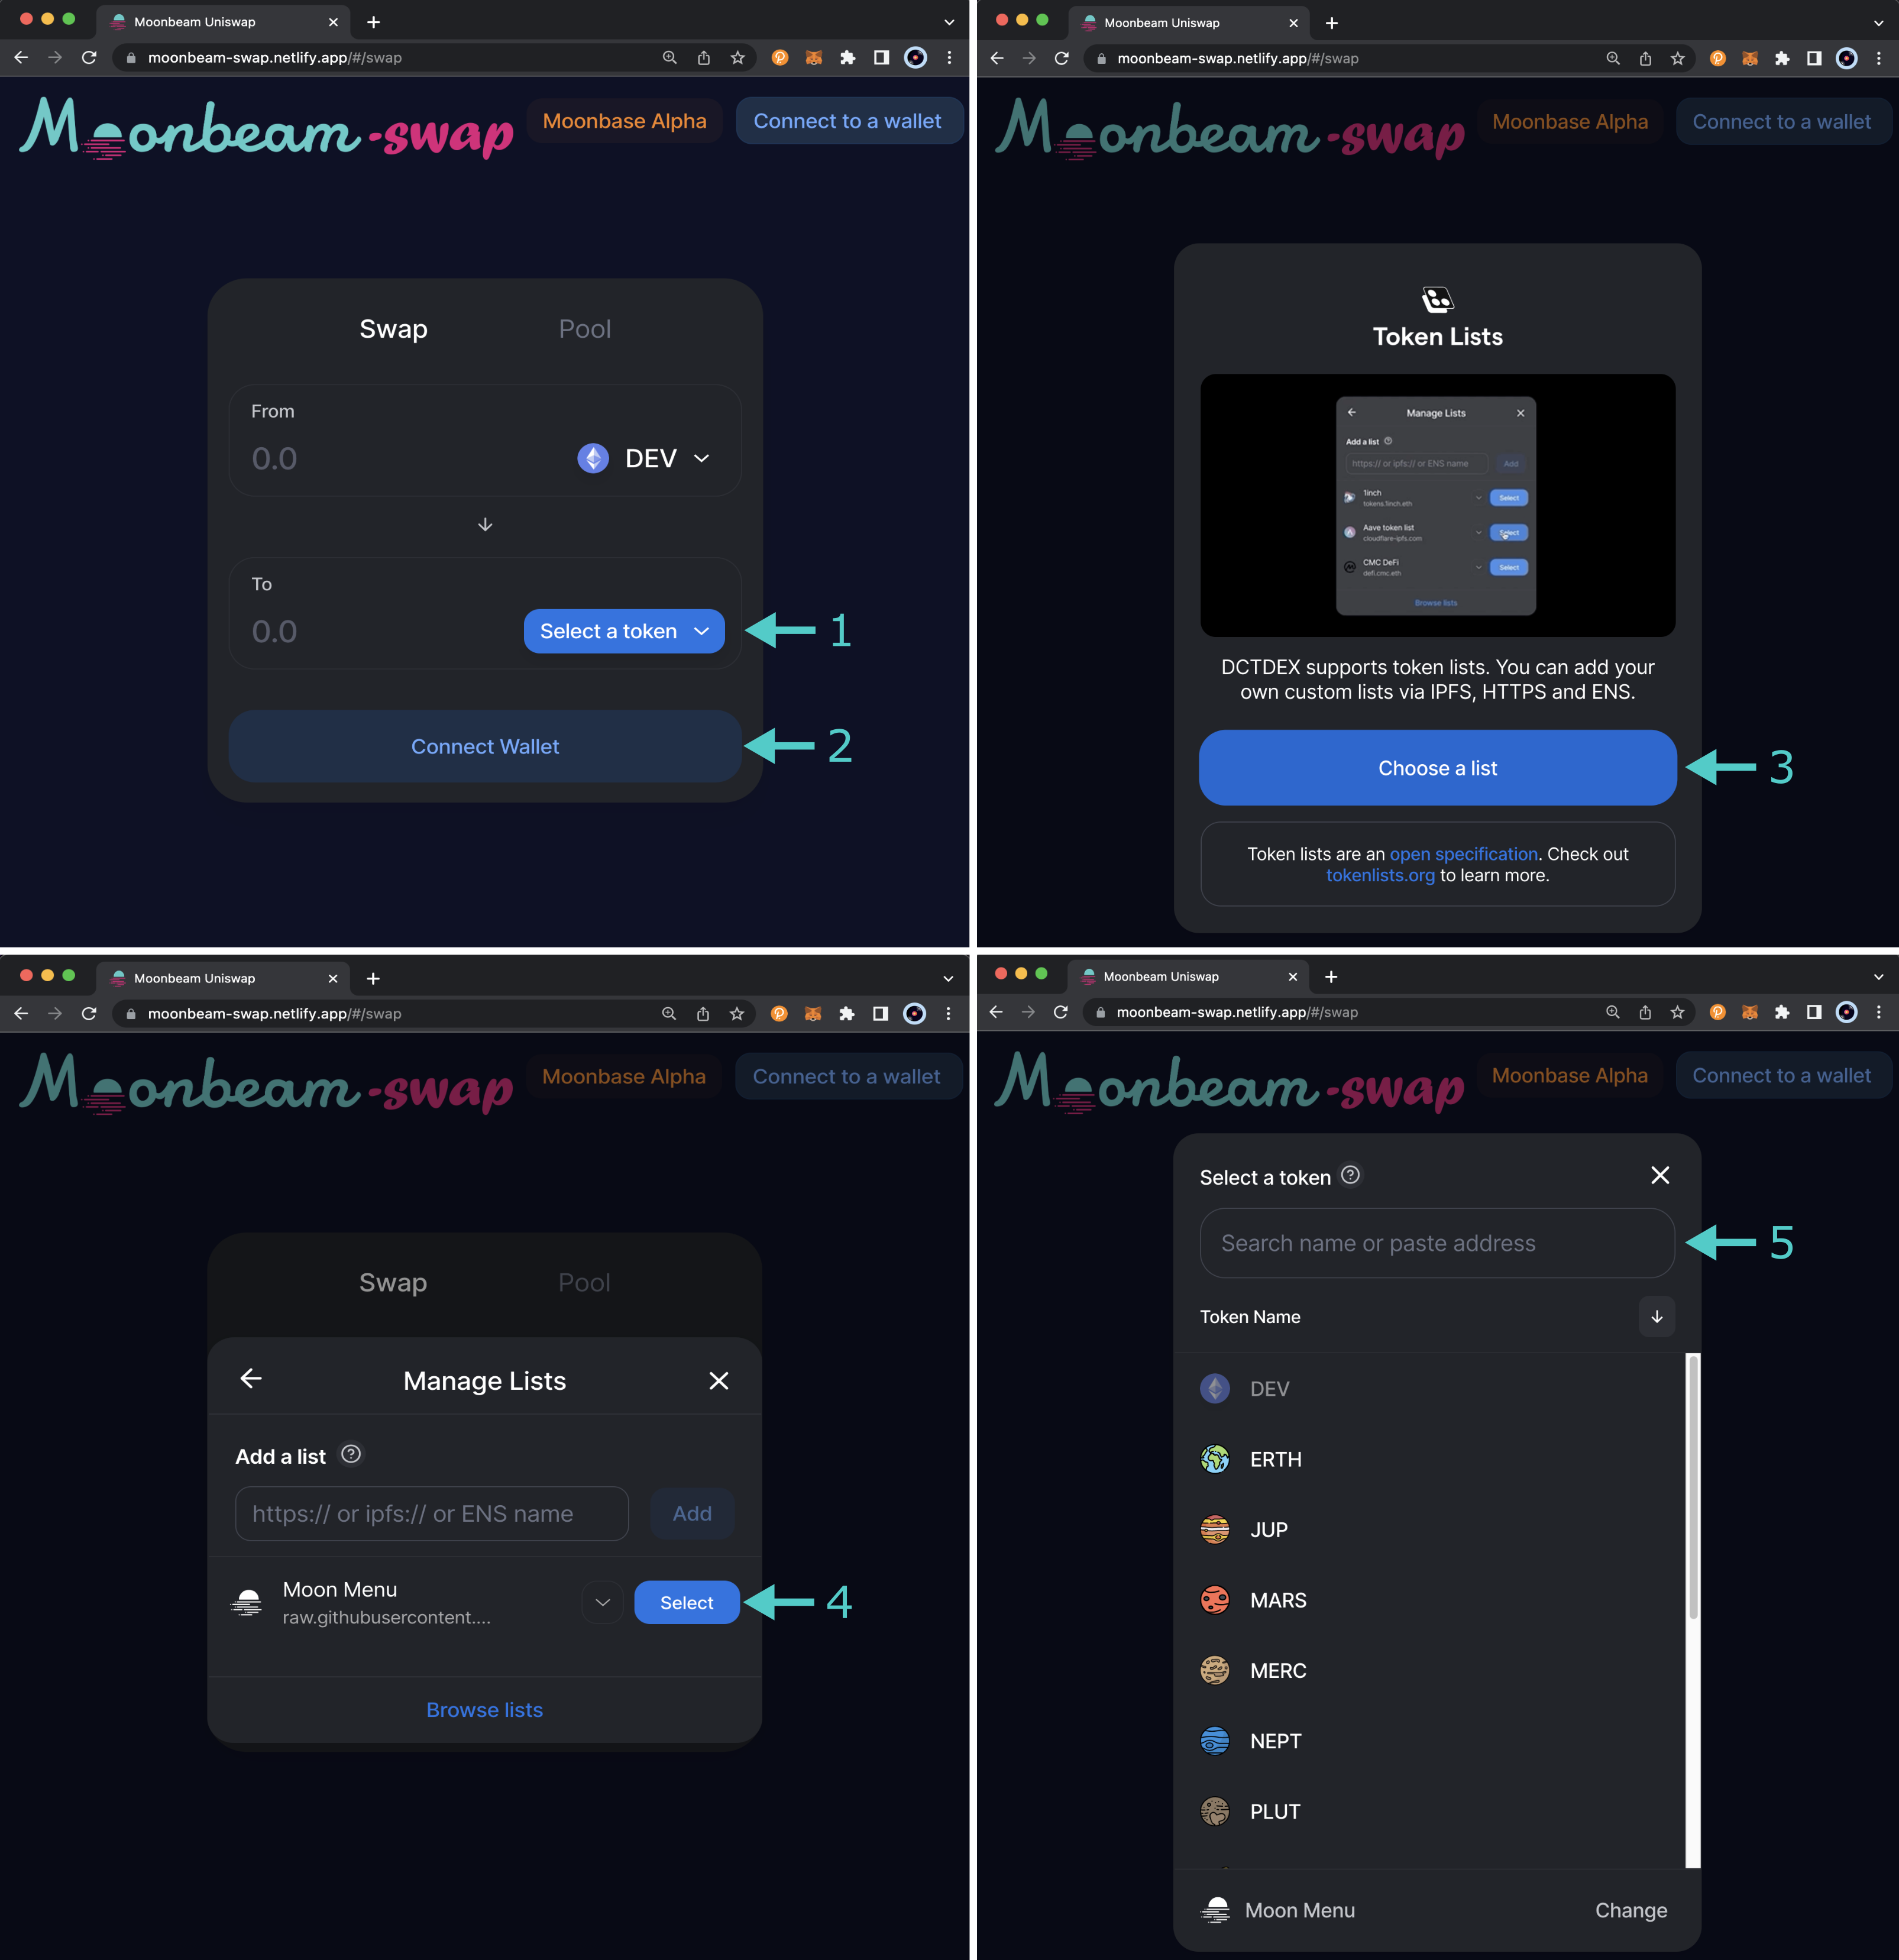 Moonbeam Uniswap
moonbeam-swap.netlify.app/#/swap
Moonbeam-swap
Moonbase Alpha
Connect to a wallet
Swap
Pool
From
0.0
DEV
To
0.0
Select a token
1
Connect Wallet
2
Moonbeam Uniswap
moonbeam-swap.netlify.app/#/swap
Moonbeam-swap
Moonbase Alpha
Connect to a wallet
Token Lists
Manage Lists
Add a list
https:// or ipfs:// or ENS name
Add
1inch
tokens.1inch.eth
Select
Aave token list
cloudflare-ipfs.com
Select
CMC DeFi
defi.cmc.eth
Select
Browse lists
DCTDEX supports token lists. You can add your
own custom lists via IPFS, HTTPS and ENS.
Choose a list
3
Token lists are an open specification. Check out
tokenlists.org to learn more.
Moonbeam Uniswap
moonbeam-swap.netlify.app/#/swap
Moonbeam-swap
Moonbase Alpha
Connect to a wallet
Swap
Pool
Manage Lists
Add a list
https:// or ipfs:// or ENS name
Add
Moon Menu
raw.githubusercontent....
Select
4
Browse lists
Moonbeam Uniswap
moonbeam-swap.netlify.app/#/swap
Moonbeam-swap
Moonbase Alpha
Connect to a wallet
Select a token
Search name or paste address
5
Token Name
DEV
ERTH
JUP
MARS
MERC
NEPT
PLUT
Moon Menu
Change